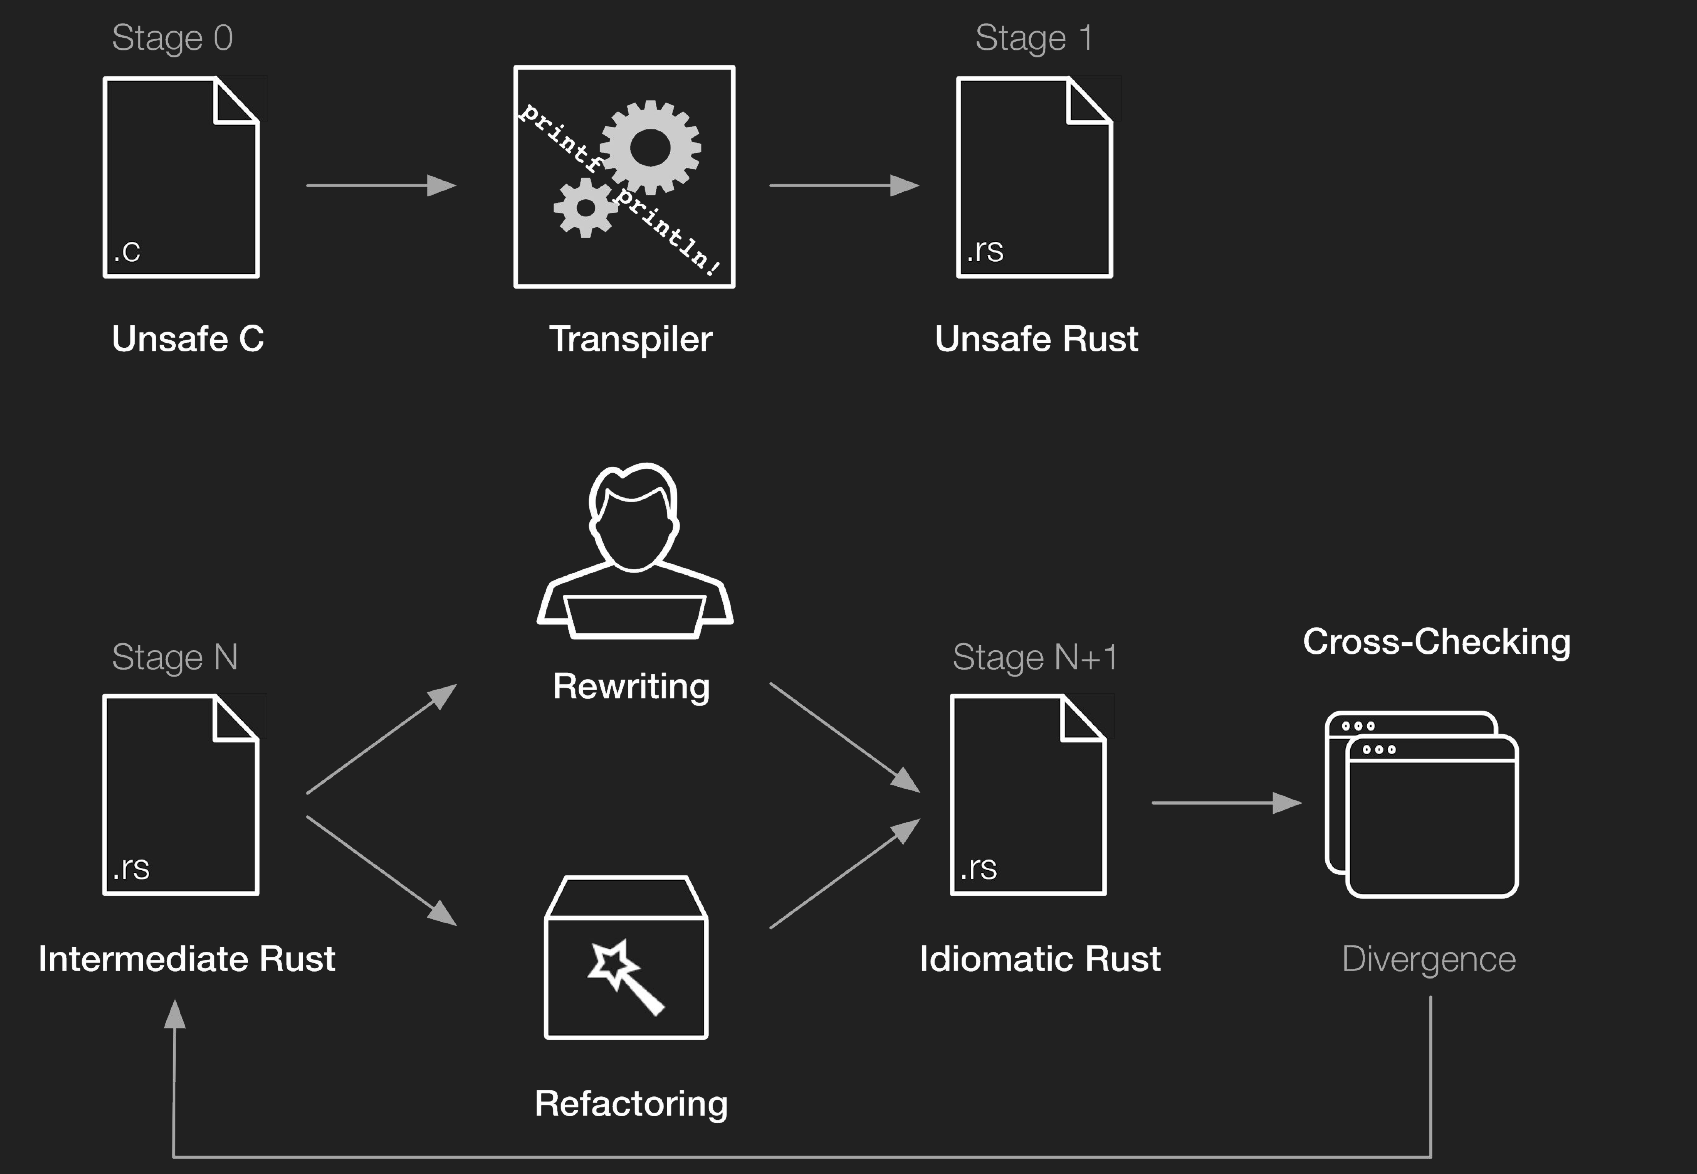 Stage 0
Stage 1
printf
println!
.c
.rs
Unsafe C
Transpiler
Unsafe Rust
Stage N
Rewriting
Stage N+1
Cross-Checking
.rs
.rs
Intermediate Rust
Idiomatic Rust
Divergence
Refactoring